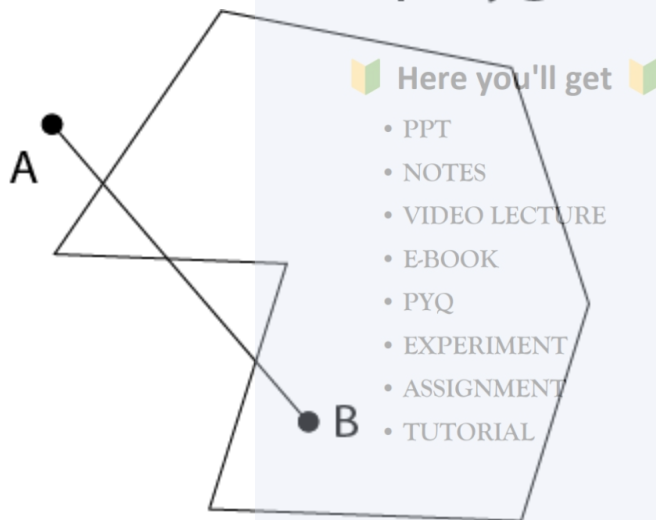 Here you'll get
• PPT
A
• NOTES
• VIDEO LECTURE
• E-BOOK
• PYQ
• EXPERIMENT
• ASSIGNMENT
B
• TUTORIAL